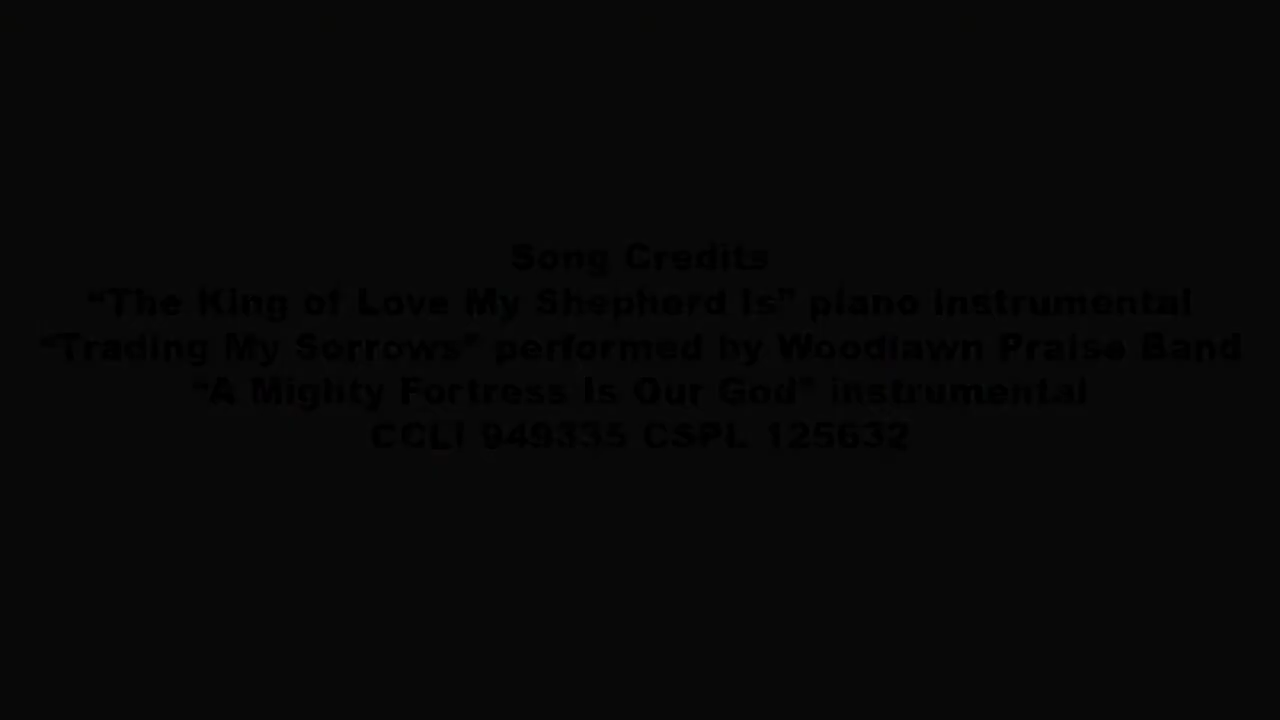 Song Credits
“The King of Love My Shepherd Is” piano instrumental
“Trading My Sorrows” performed by Woodlawn Praise Band
“A Mighty Fortress Is Our God” instrumental
CCLI 949335 CSPL 125632